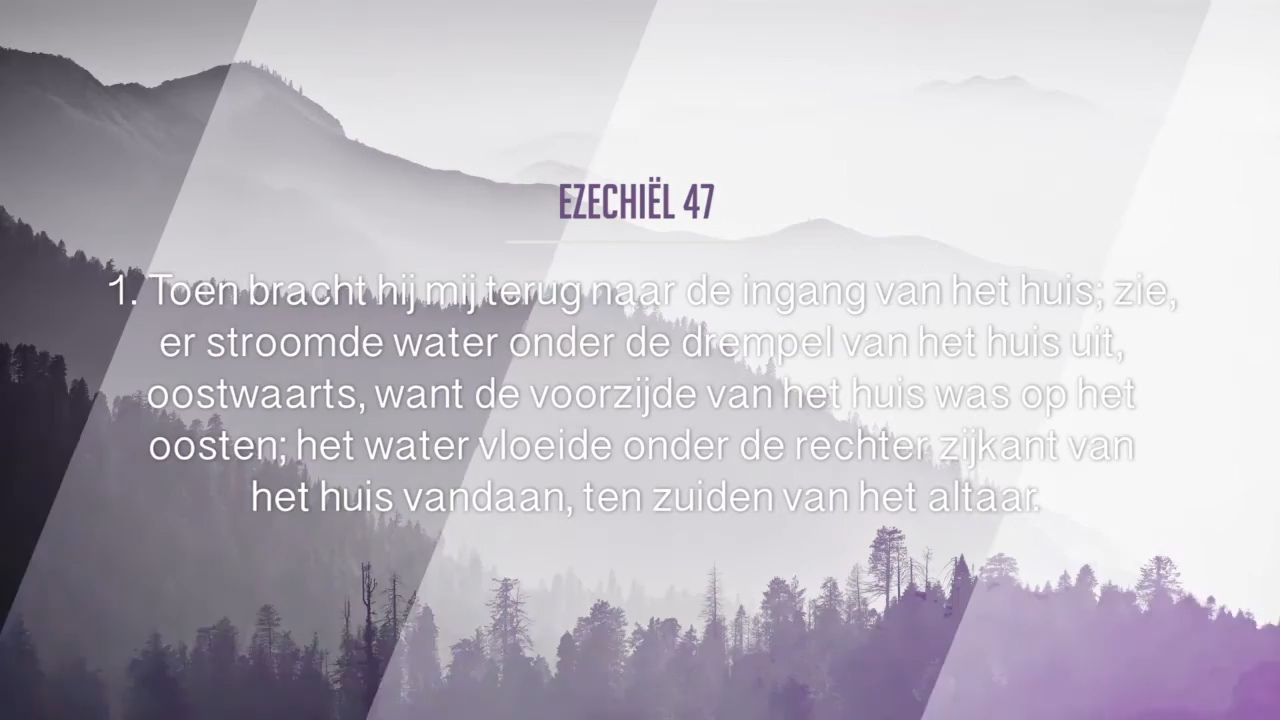 EZECHIËL 47
1. Toen bracht hij mij terug naar de ingang van het huis; zie,
er stroomde water onder de drempel van het huis uit,
oostwaarts, want de voorzijde van het huis was op het
oosten; het water vloeide onder de rechter zijkant van
het huis vandaan, ten zuiden van het altaar.